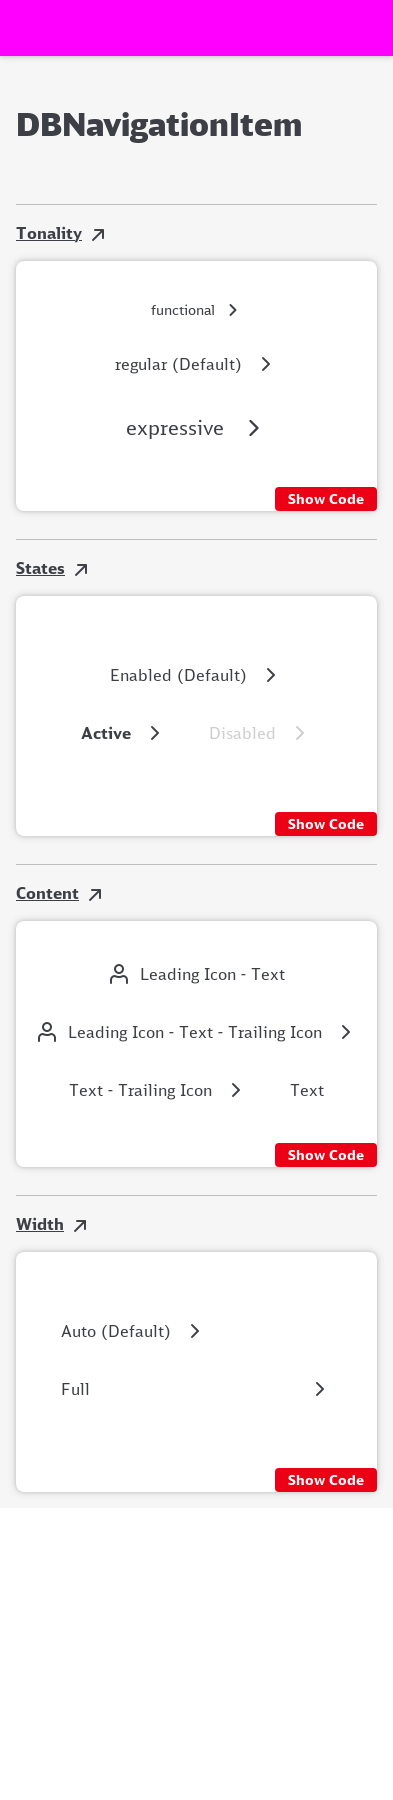 DBNavigationItem
Tonality
functional
regular (Default)
expressive
Show Code
States
Enabled (Default)
Active Disabled
Show Code
Content
Leading Icon - Text
Leading Icon - Text - Trailing Icon
Text - Trailing Icon Text
Show Code
Width
Auto (Default)
Full
Show Code